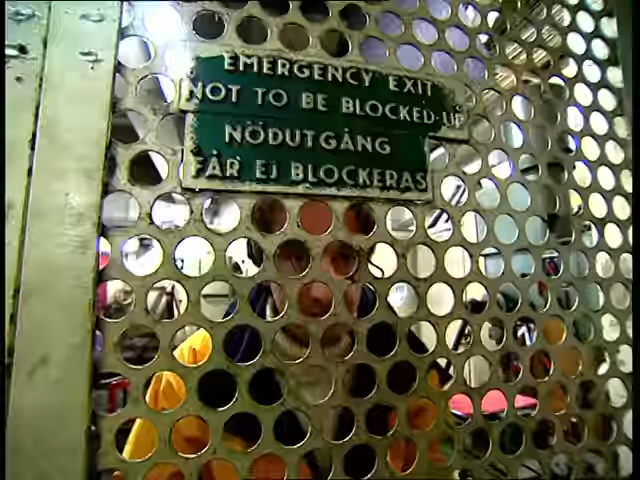 EMERGENCY EXIT
NOT TO BE BLOCKED-UP
NÖDUTGÅNG
FÅR EJ BLOCKERAS